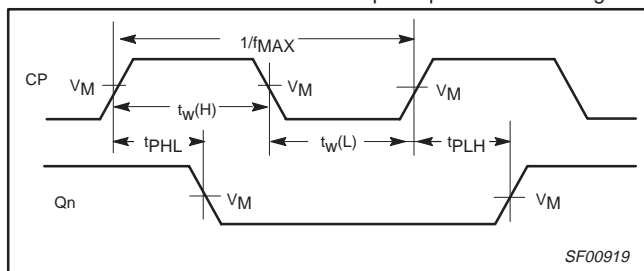 1/fMAX
CP
VM
VM
VM
tw(H)
tPHL
tw(L)
tPLH
Qn
VM
VM
SF00919